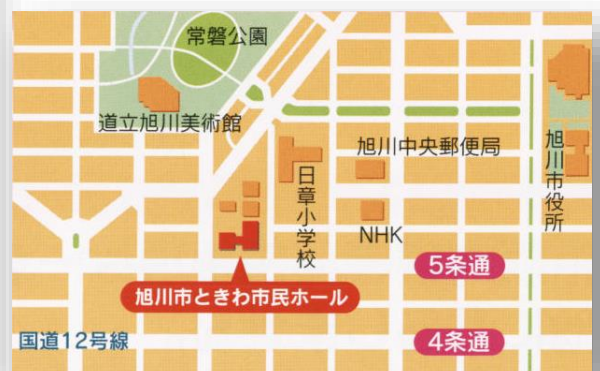 常磐公園
道立旭川美術館
旭川中央郵便局
旭川市役所
日章小学校
NHK
5条通
旭川市ときわ市民ホール
国道12号線
4条通